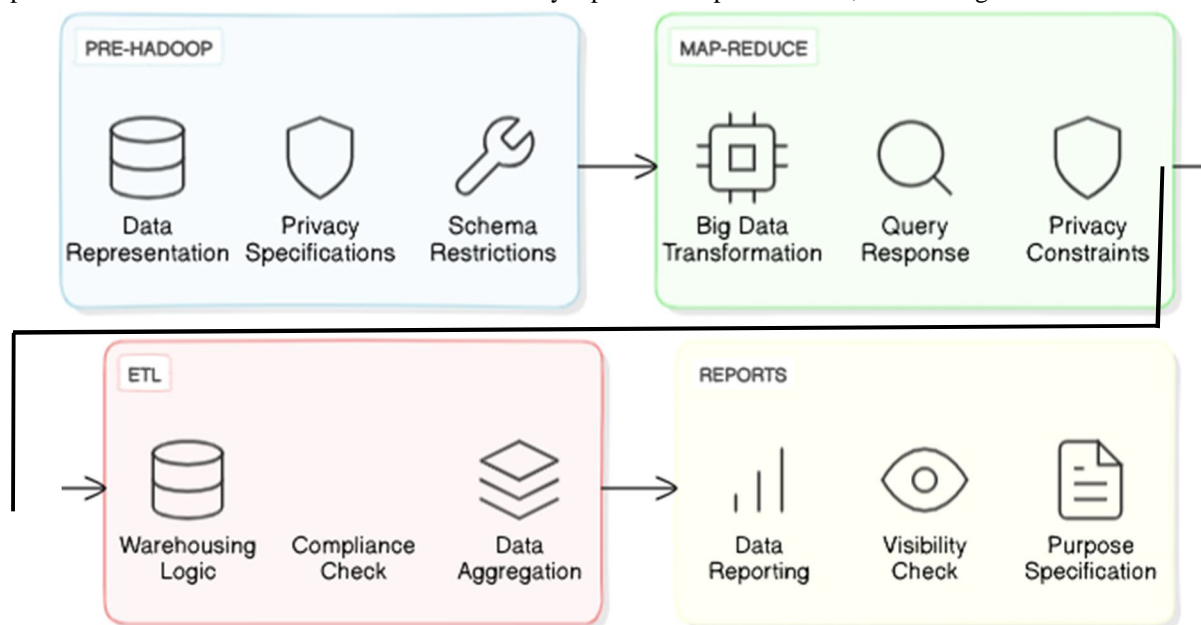 PRE-HADOOP
Data
Representation
Privacy
Specifications
Schema
Restrictions
MAP-REDUCE
Big Data
Transformation
Query
Response
Privacy
Constraints
ETL
Warehousing
Logic
Compliance
Check
Data
Aggregation
REPORTS
Data
Reporting
Visibility
Check
Purpose
Specification